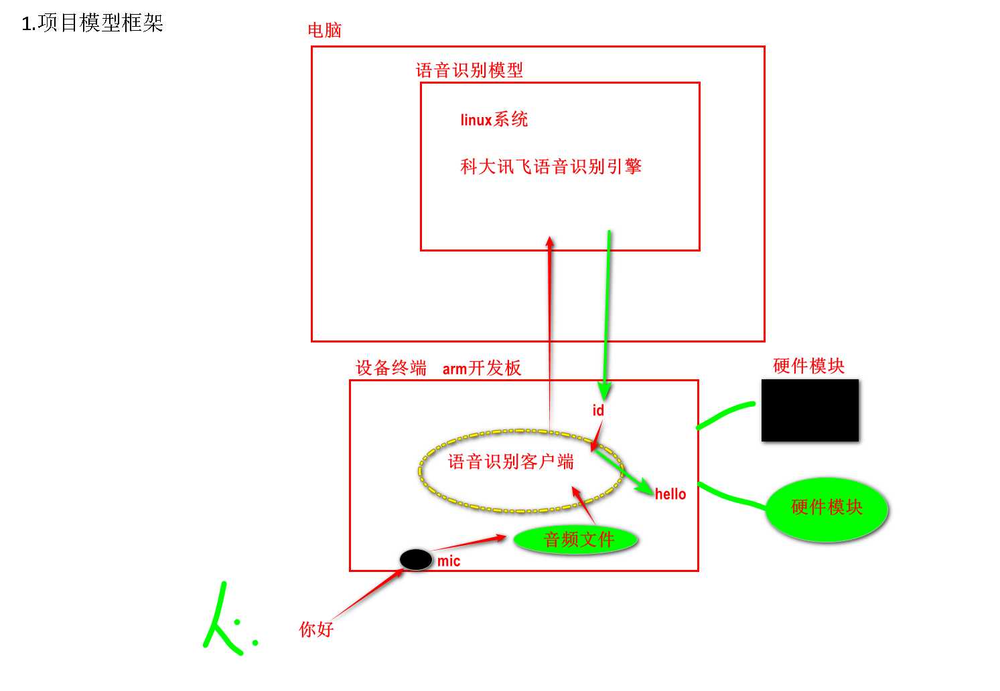 1.项目模型框架
电脑
语音识别模型
linux系统
科大讯飞语音识别引擎
设备终端 arm开发板
硬件模块
id
语音识别客户端
hello
硬件模块
音频文件
mic
人:.
你好